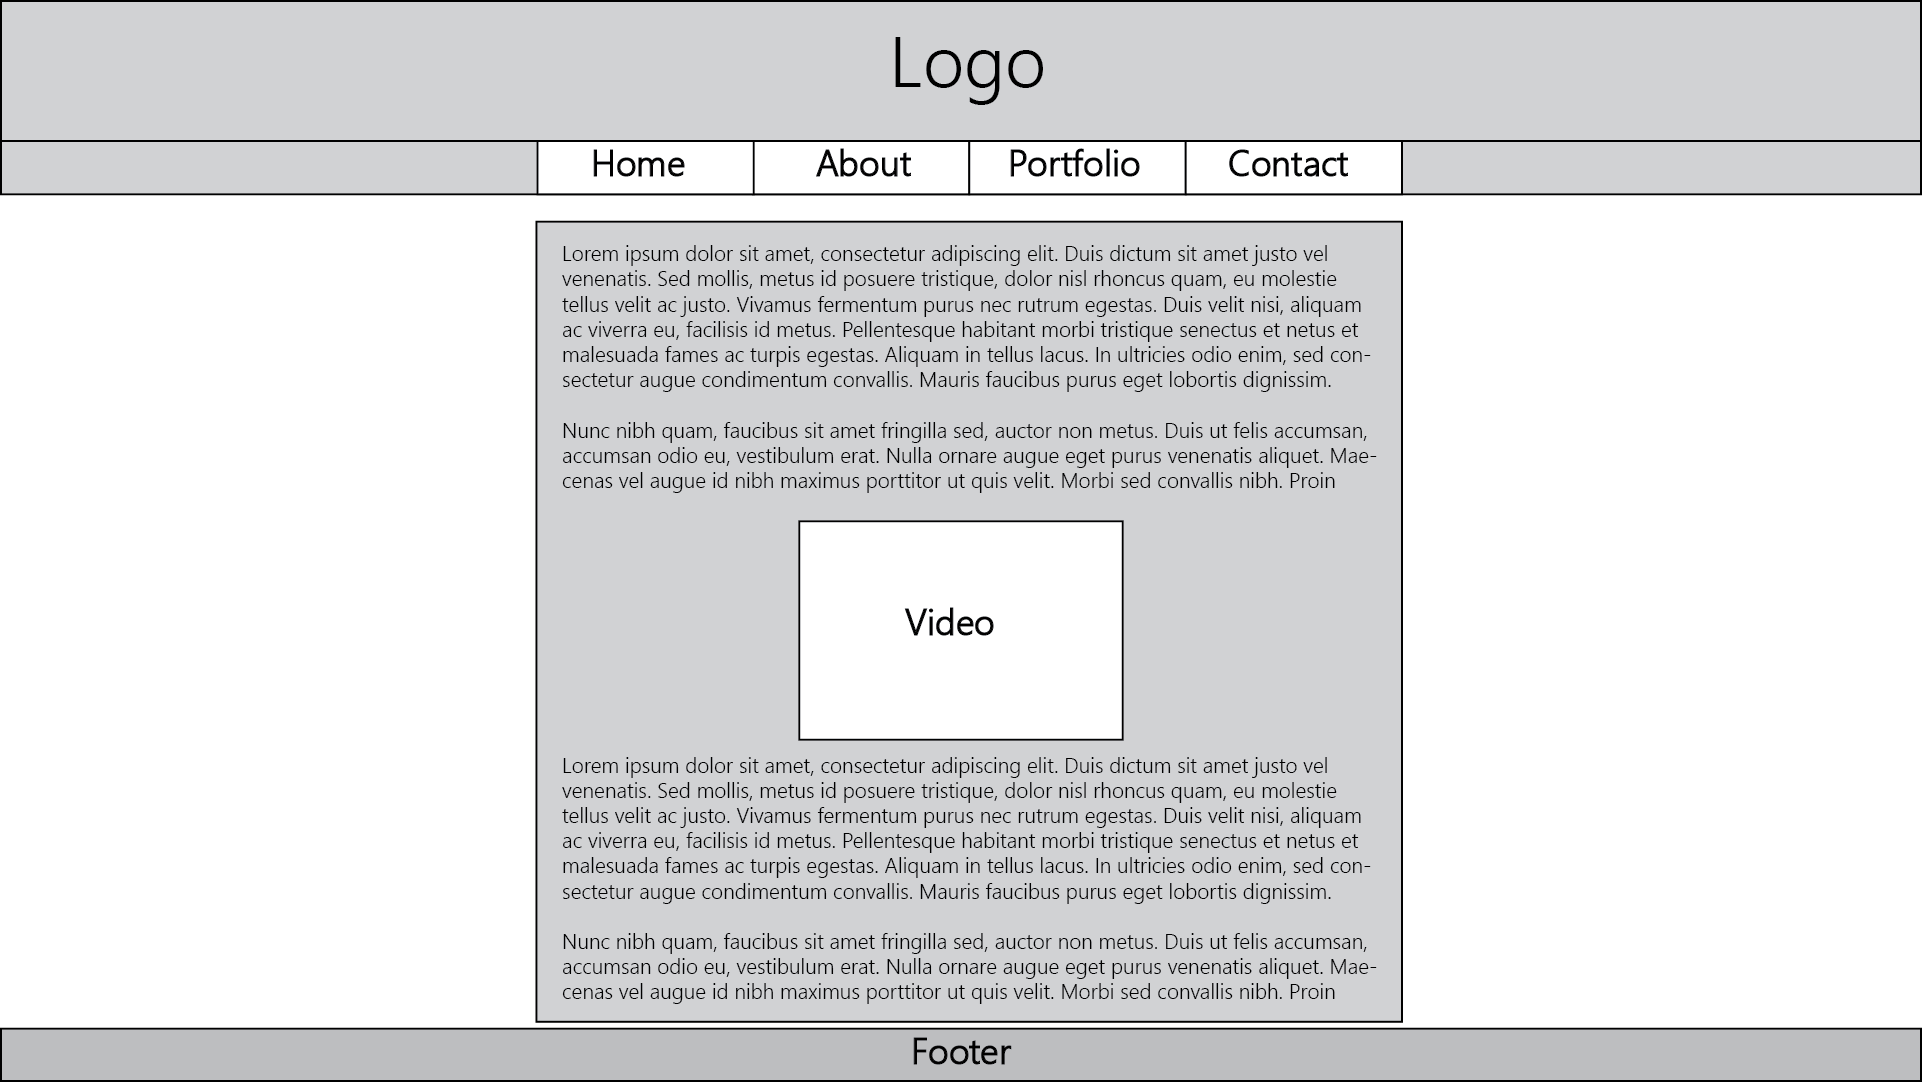 Logo
Home About Portfolio Contact
Lorem ipsum dolor sit amet, consectetur adipiscing elit. Duis dictum sit amet justo vel
venenatis. Sed mollis, metus id posuere tristique, dolor nisl rhoncus quam, eu molestie
tellus velit ac justo. Vivamus fermentum purus nec rutrum egestas. Duis velit nisi, aliquam
ac viverra eu, facilisis id metus. Pellentesque habitant morbi tristique senectus et netus et
malesuada fames ac turpis egestas. Aliquam in tellus lacus. In ultricies odio enim, sed con-
sectetur augue condimentum convallis. Mauris faucibus purus eget lobortis dignissim.
Nunc nibh quam, faucibus sit amet fringilla sed, auctor non metus. Duis ut felis accumsan,
accumsan odio eu, vestibulum erat. Nulla ornare augue eget purus venenatis aliquet. Mae-
cenas vel augue id nibh maximus porttitor ut quis velit. Morbi sed convallis nibh. Proin
Video
Lorem ipsum dolor sit amet, consectetur adipiscing elit. Duis dictum sit amet justo vel
venenatis. Sed mollis, metus id posuere tristique, dolor nisl rhoncus quam, eu molestie
tellus velit ac justo. Vivamus fermentum purus nec rutrum egestas. Duis velit nisi, aliquam
ac viverra eu, facilisis id metus. Pellentesque habitant morbi tristique senectus et netus et
malesuada fames ac turpis egestas. Aliquam in tellus lacus. In ultricies odio enim, sed con-
sectetur augue condimentum convallis. Mauris faucibus purus eget lobortis dignissim.
Nunc nibh quam, faucibus sit amet fringilla sed, auctor non metus. Duis ut felis accumsan,
accumsan odio eu, vestibulum erat. Nulla ornare augue eget purus venenatis aliquet. Mae-
cenas vel augue id nibh maximus porttitor ut quis velit. Morbi sed convallis nibh. Proin
Footer